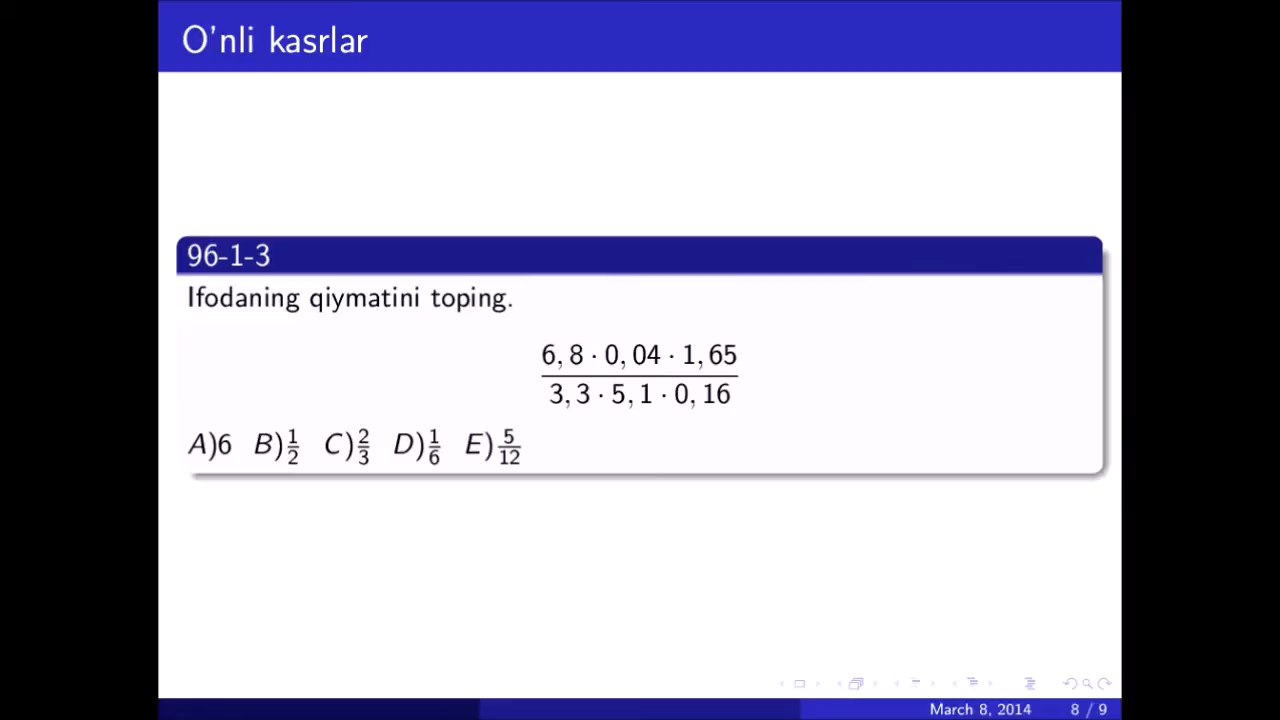 O'nli kasrlar
96-1-3
Ifodaning qiymatini toping.
6, 8 · 0, 04 · 1, 65
3, 3 · 5, 1 · 0, 16
A)6 B)1/2 C)2/3 D)1/6 E)5/12
March 8, 2014 8 / 9